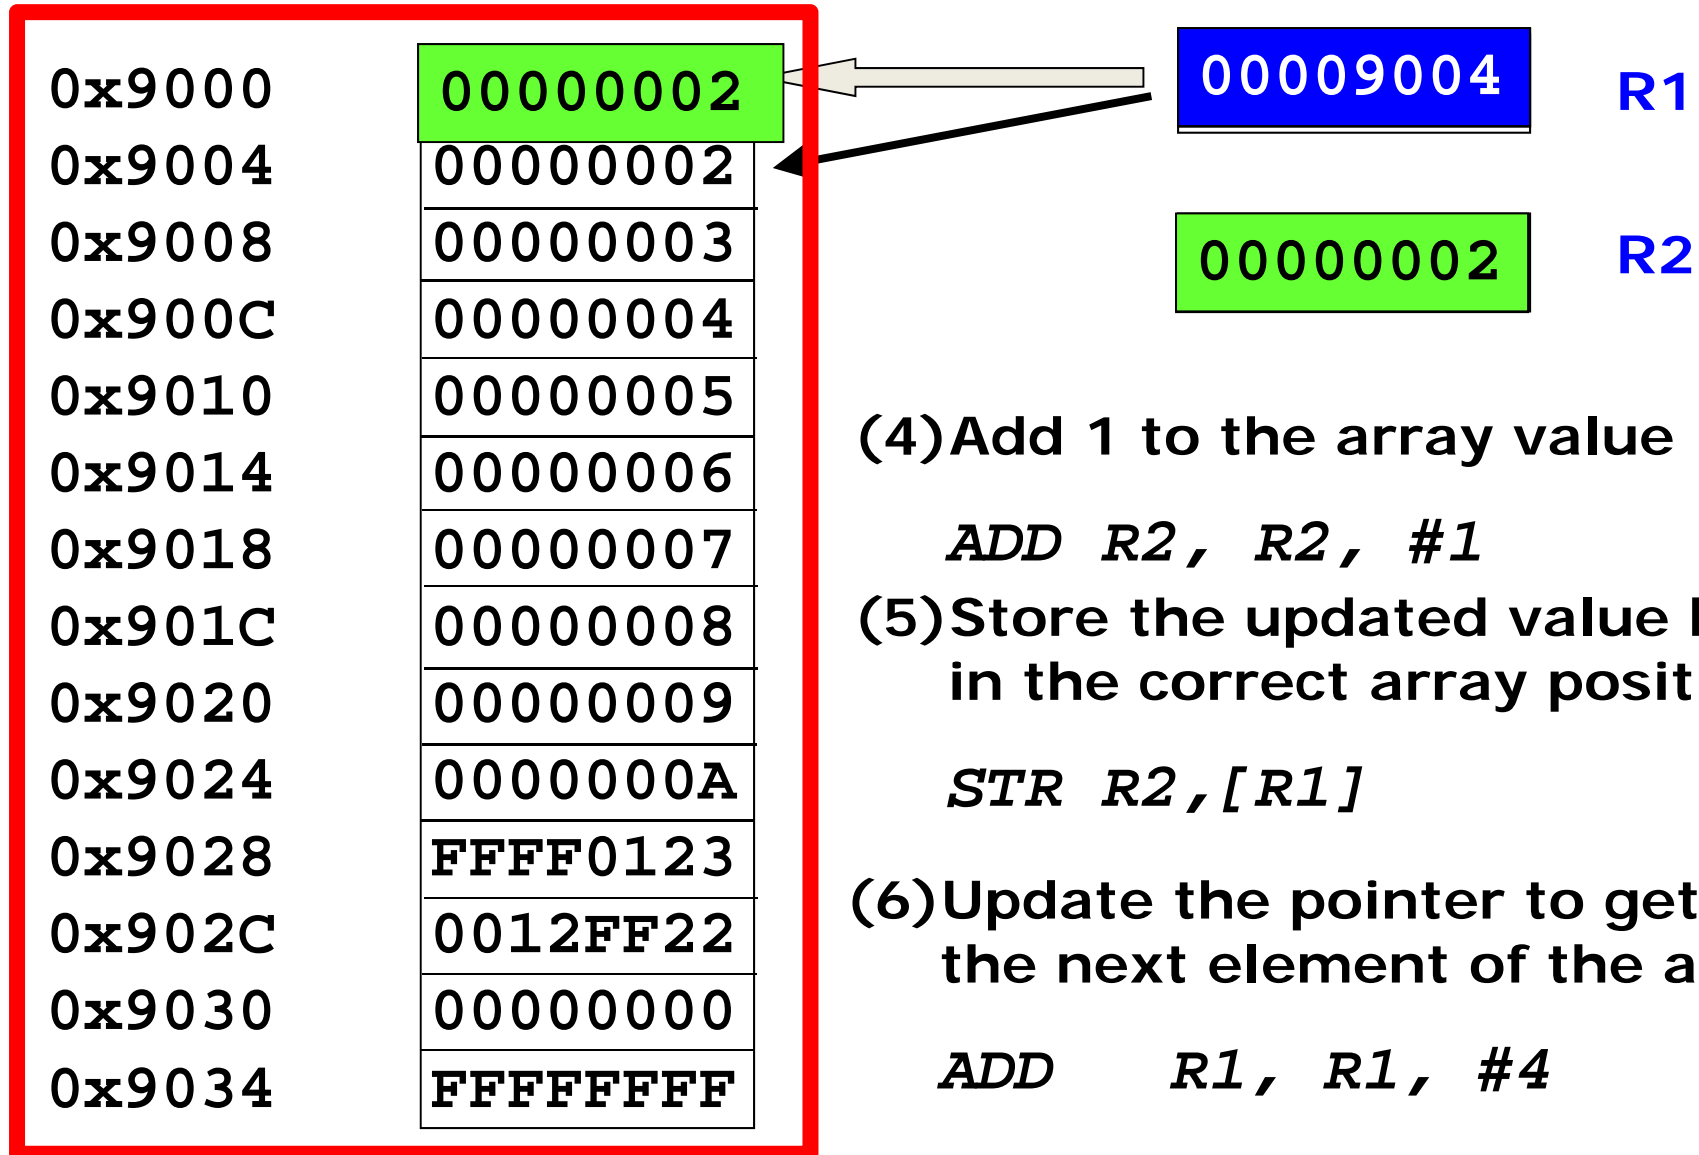 0x9000 00000002
0x9004 00000002
0x9008 00000003
0x900C 00000004
0x9010 00000005
0x9014 00000006
0x9018 00000007
0x901C 00000008
0x9020 00000009
0x9024 0000000A
0x9028 FFFF0123
0x902C 0012FF22
0x9030 00000000
0x9034 FFFFFFFF
00009004 R1
00000002 R2
(4)Add 1 to the array value
ADD R2, R2, #1
(5)Store the updated value
in the correct array posit
STR R2,[R1]
(6)Update the pointer to get
the next element of the a
ADD R1, R1, #4